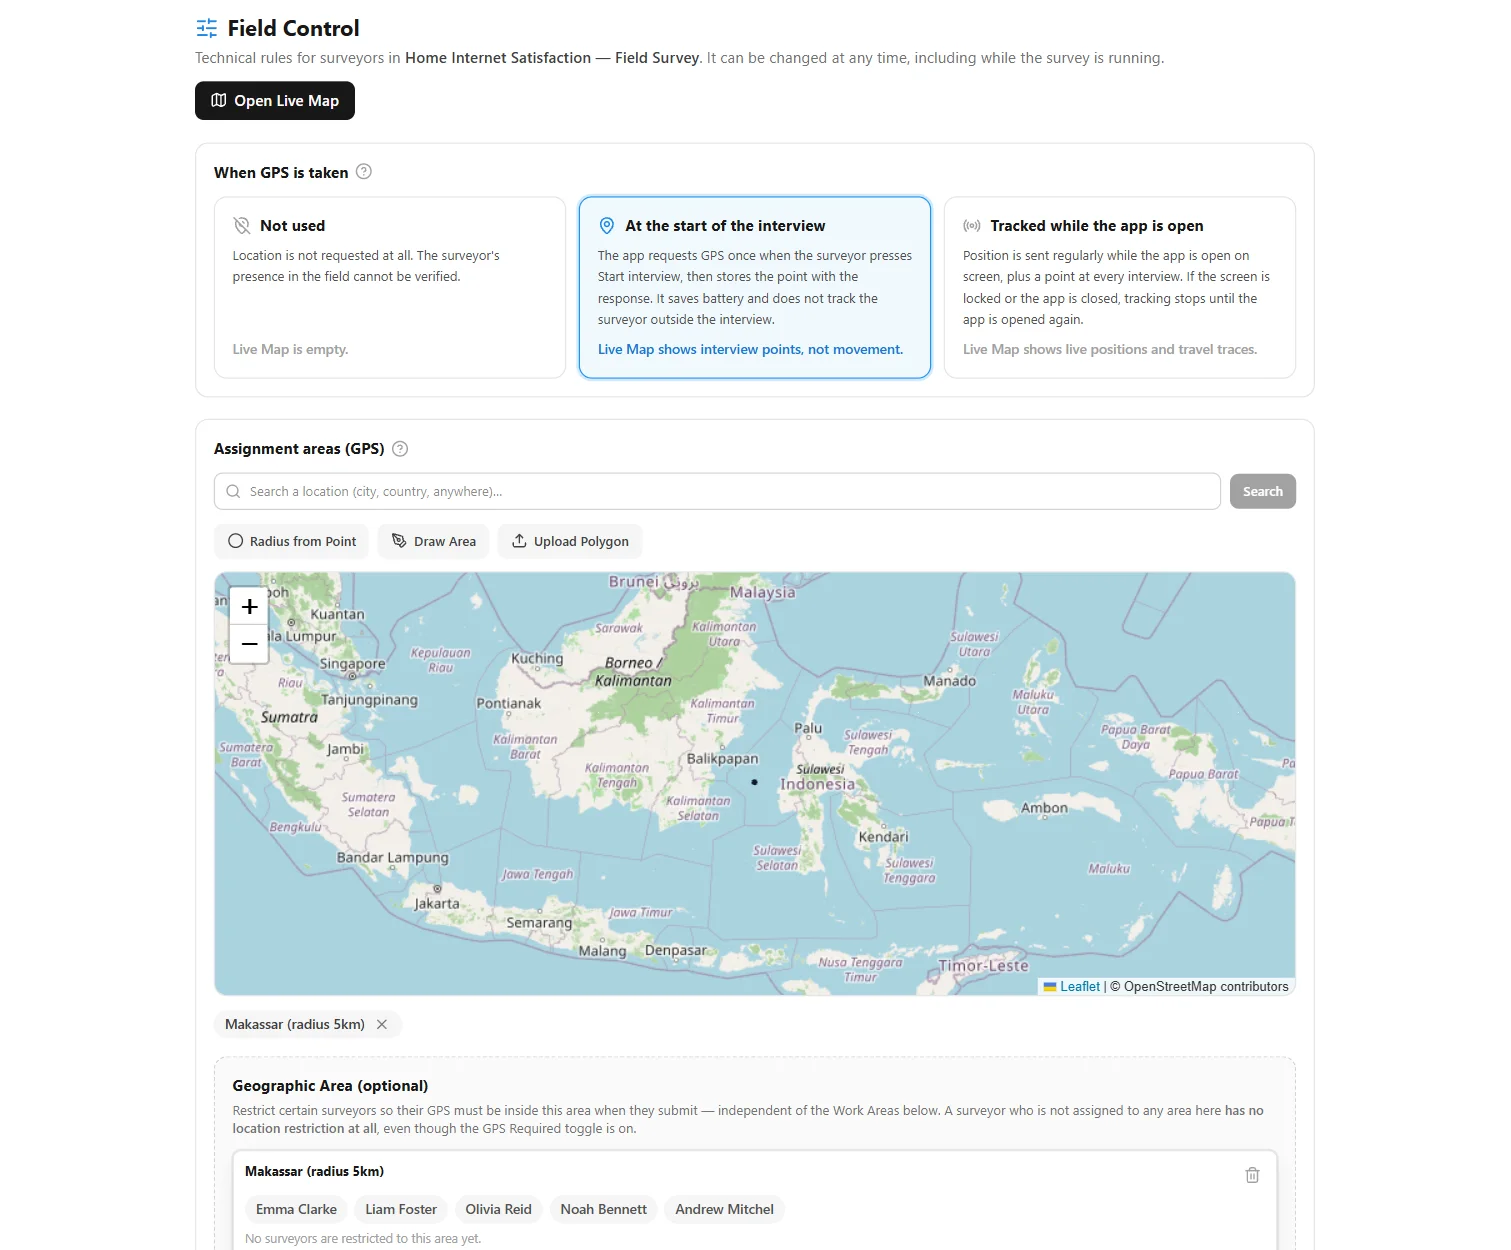 Field Control
Technical rules for surveyors in Home Internet Satisfaction — Field Survey. It can be changed at any time, including while the survey is running.
Open Live Map
When GPS is taken
Not used
Location is not requested at all. The surveyor's
presence in the field cannot be verified.
Live Map is empty.
At the start of the interview
The app requests GPS once when the surveyor presses
Start interview, then stores the point with the
response. It saves battery and does not track the
surveyor outside the interview.
Live Map shows interview points, not movement.
Tracked while the app is open
Position is sent regularly while the app is open on
screen, plus a point at every interview. If the screen is
locked or the app is closed, tracking stops until the
app is opened again.
Live Map shows live positions and travel traces.
Assignment areas (GPS)
Search a location (city, country, anywhere)...
Search
Radius from Point
Draw Area
Upload Polygon
+
−
Brunei بروني
Malaysia
Kuantan
Kalimantan
Utara
Sarawak
ala Lumpur
Sulawesi
Utara
Kepulauan
Riau
Kuching
Singapore
Borneo /
Kalimantan
Riau
Manado
Tanjungpinang
Pontianak
Kalimantan
Timur
Maluku
Utara
Sumatra
Palu
Papua Barat
Daya
Sulawesi
Tengah
Kalimantan
Barat
Sumatera
Barat
Jambi
Balikpapan
Sulawesi
Indonesia
Kalimantan
Tengah
Papua Barat
Pa
Sumatera
Selatan
Kalimantan
Selatan
Ambon
Bengkulu
Papua T
Kendari
Bandar Lampung
Sulawesi
Selatan
Sulawesi
Tenggara
Jawa Tengah
Maluku
Jakarta
Jawa Timur
Semarang
Malang
Denpasar
Nusa Tenggara
Timur
Timor-Leste
Leaflet | © OpenStreetMap contributors
Makassar (radius 5km)
Geographic Area (optional)
Restrict certain surveyors so their GPS must be inside this area when they submit — independent of the Work Areas below. A surveyor who is not assigned to any area here has no
location restriction at all, even though the GPS Required toggle is on.
Makassar (radius 5km)
Emma Clarke
Liam Foster
Olivia Reid
Noah Bennett
Andrew Mitchel
No surveyors are restricted to this area yet.